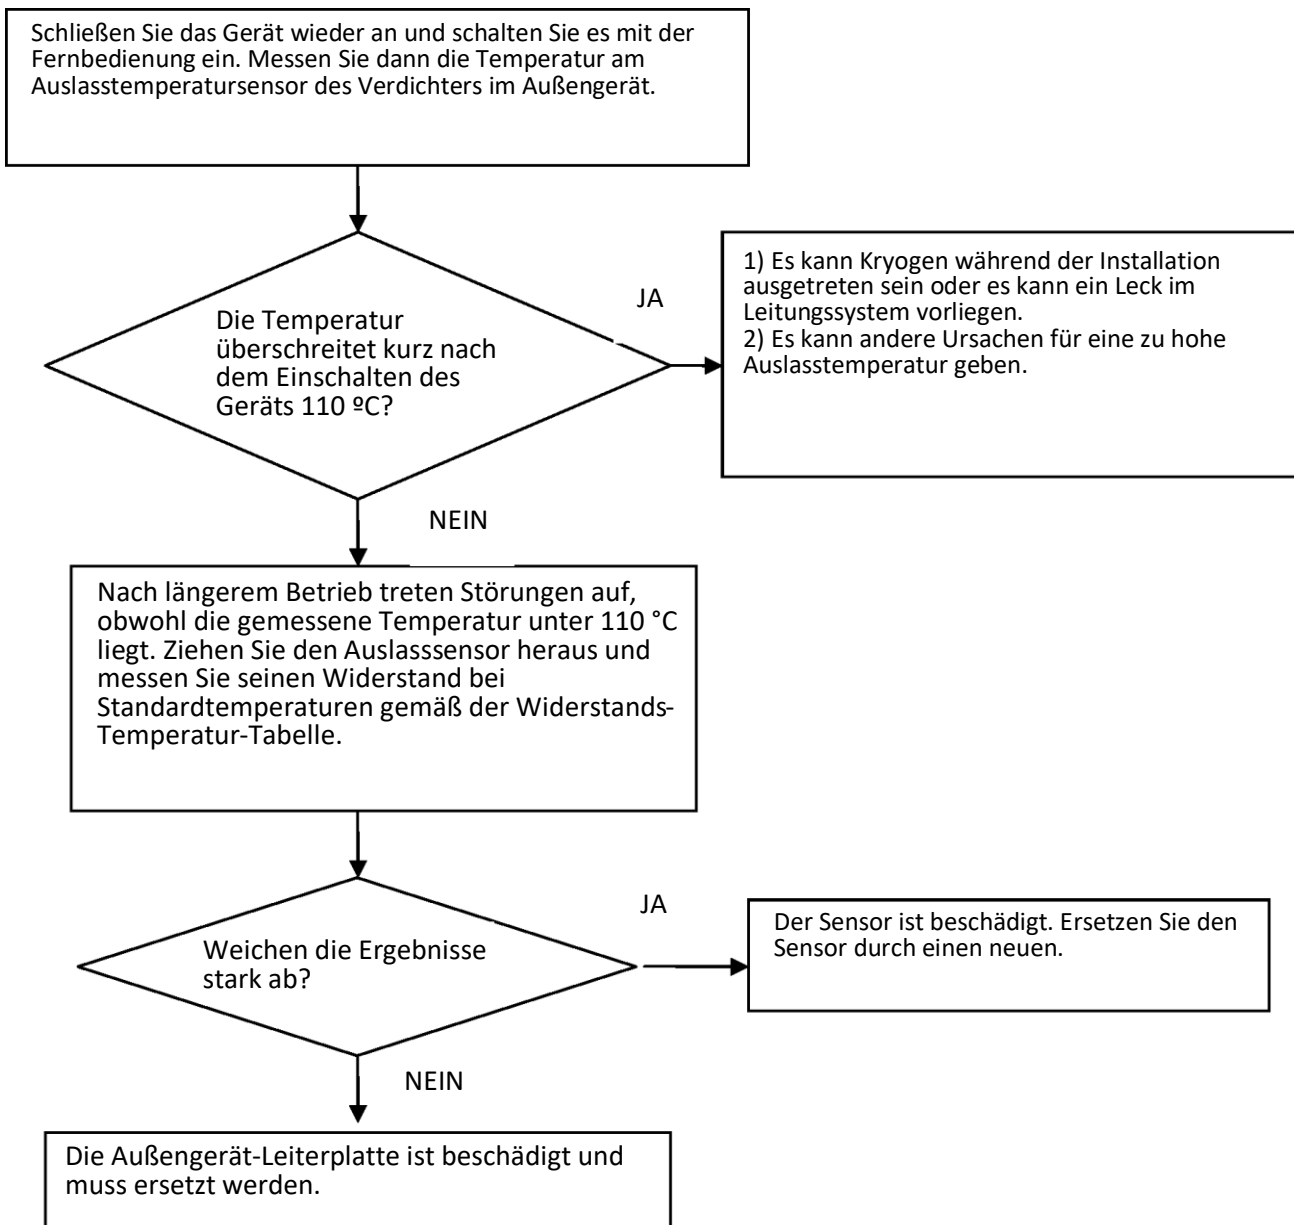 Schließen Sie das Gerät wieder an und schalten Sie es mit der
Fernbedienung ein. Messen Sie dann die Temperatur am
Auslasstemperatursensor des Verdichters im Außengerät.
Die Temperatur
überschreitet kurz nach
dem Einschalten des
Geräts 110 ºC?
JA
1) Es kann Kryogen während der Installation
ausgetreten sein oder es kann ein Leck im
Leitungssystem vorliegen.
2) Es kann andere Ursachen für eine zu hohe
Auslasstemperatur geben.
NEIN
Nach längerem Betrieb treten Störungen auf,
obwohl die gemessene Temperatur unter 110 °C
liegt. Ziehen Sie den Auslasssensor heraus und
messen Sie seinen Widerstand bei
Standardtemperaturen gemäß der Widerstands-
Temperatur-Tabelle.
Weichen die Ergebnisse
stark ab?
JA
Der Sensor ist beschädigt. Ersetzen Sie den
Sensor durch einen neuen.
NEIN
Die Außengerät-Leiterplatte ist beschädigt und
muss ersetzt werden.